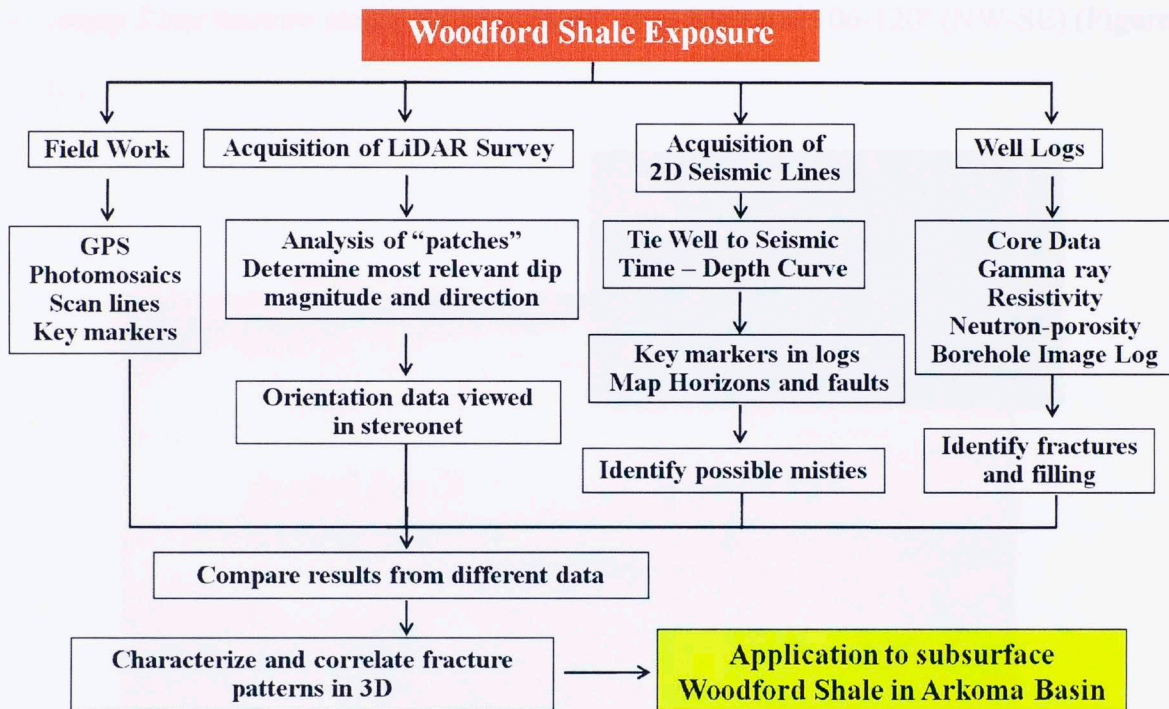 Woodford Shale Exposure
Field Work
Acquisition of LiDAR Survey
Acquisition of
2D Seismic Lines
Well Logs
GPS
Photomosaics
Scan lines
Key markers
Analysis of “patches”
Determine most relevant dip
magnitude and direction
Tie Well to Seismic
Time – Depth Curve
Core Data
Gamma ray
Resistivity
Neutron-porosity
Borehole Image Log
Key markers in logs
Map Horizons and faults
Orientation data viewed
in stereonet
Identify possible misties
Identify fractures
and filling
Compare results from different data
Characterize and correlate fracture
patterns in 3D
Application to subsurface
Woodford Shale in Arkoma Basin